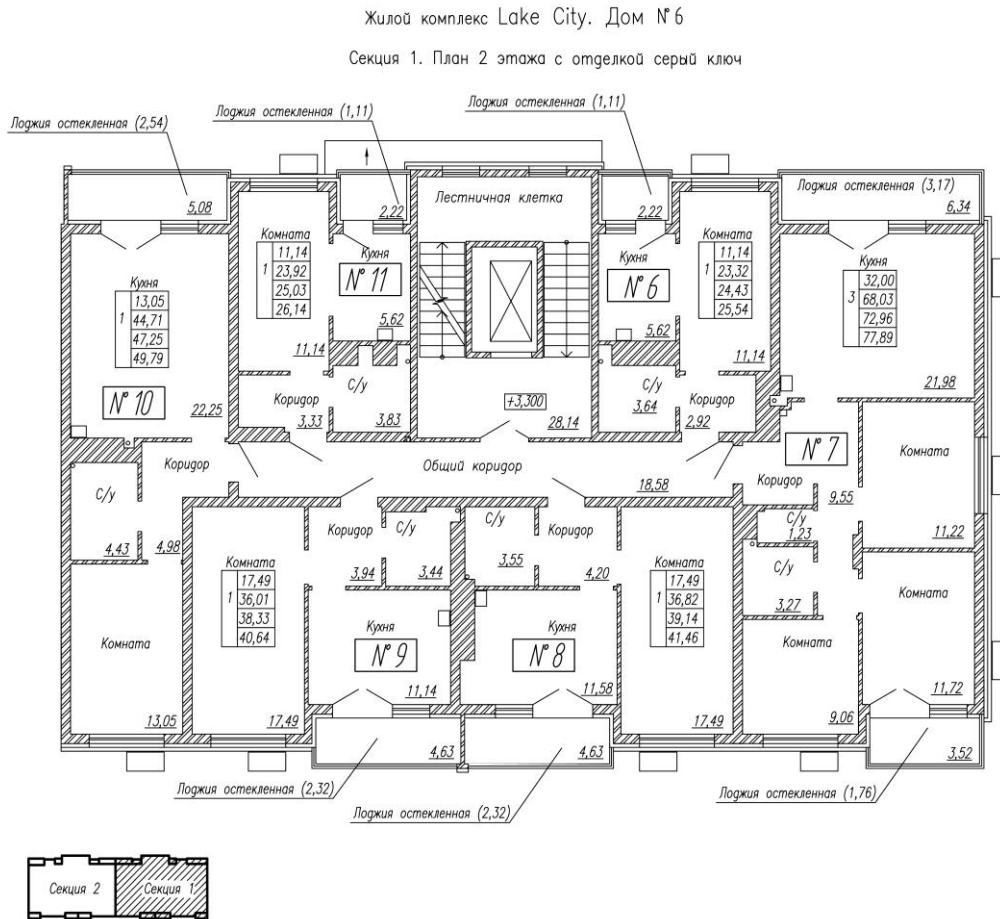 Жилой комплекс Lake City. Дом №6
Секция 1. План 2 этажа с отделкой серый ключ
Лоджия остекленная (2,54)
Лоджия остекленная (1,11)
Лоджия остекленная (1,11)
5,08
2,22
Лестничная клетка
2,22
Лоджия остекленная (3,17)
6,34
Кухня
1
13,05
44,71
47,25
49,79
№ 10
22,25
Комната
1
11,14
23,92
25,03
26,14
11,14
Кухня
№ 11
5,62
Коридор
3,33
С/у
3,83
+3,300
28,14
Кухня
№ 6
5,62
Комната
1
11,14
23,32
24,43
25,54
11,14
С/у
3,64
Коридор
2,92
Кухня
3
32,00
68,03
72,96
77,89
21,98
№ 7
Комната
11,22
Коридор
9,55
С/у
1,23
С/у
3,27
Комната
11,72
Комната
9,06
Общий коридор
18,58
Коридор
4,98
С/у
4,43
Комната
13,05
Комната
1
17,49
36,01
38,33
40,64
17,49
Коридор
3,94
С/у
3,44
Кухня
№ 9
11,14
С/у
3,55
Коридор
4,20
Кухня
№ 8
11,58
Комната
1
17,49
36,82
39,14
41,46
17,49
4,63
4,63
3,52
Лоджия остекленная (2,32)
Лоджия остекленная (2,32)
Лоджия остекленная (1,76)
Секция 2
Секция 1